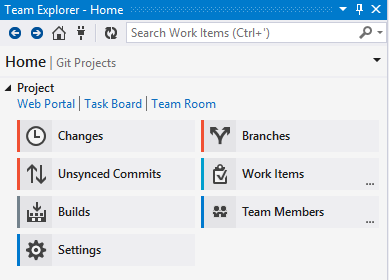 Team Explorer - Home
Search Work Items (Ctrl+')
Home | Git Projects
Project
Web Portal | Task Board | Team Room
Changes
Branches
Unsynced Commits
Work Items
...
Builds
Team Members
...
Settings